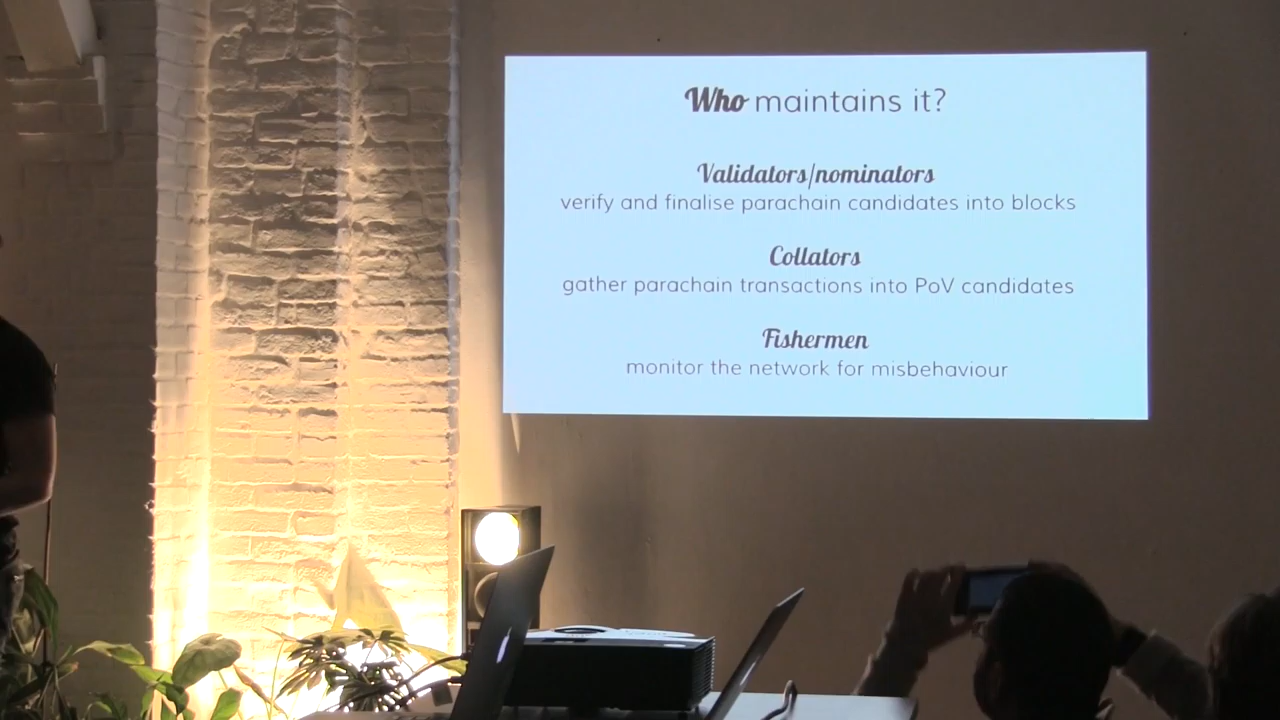 Who maintains it?
Validators/nominators
verify and finalise parachain candidates into blocks
Collators
gather parachain transactions into PoV candidates
Fishermen
monitor the network for misbehaviour